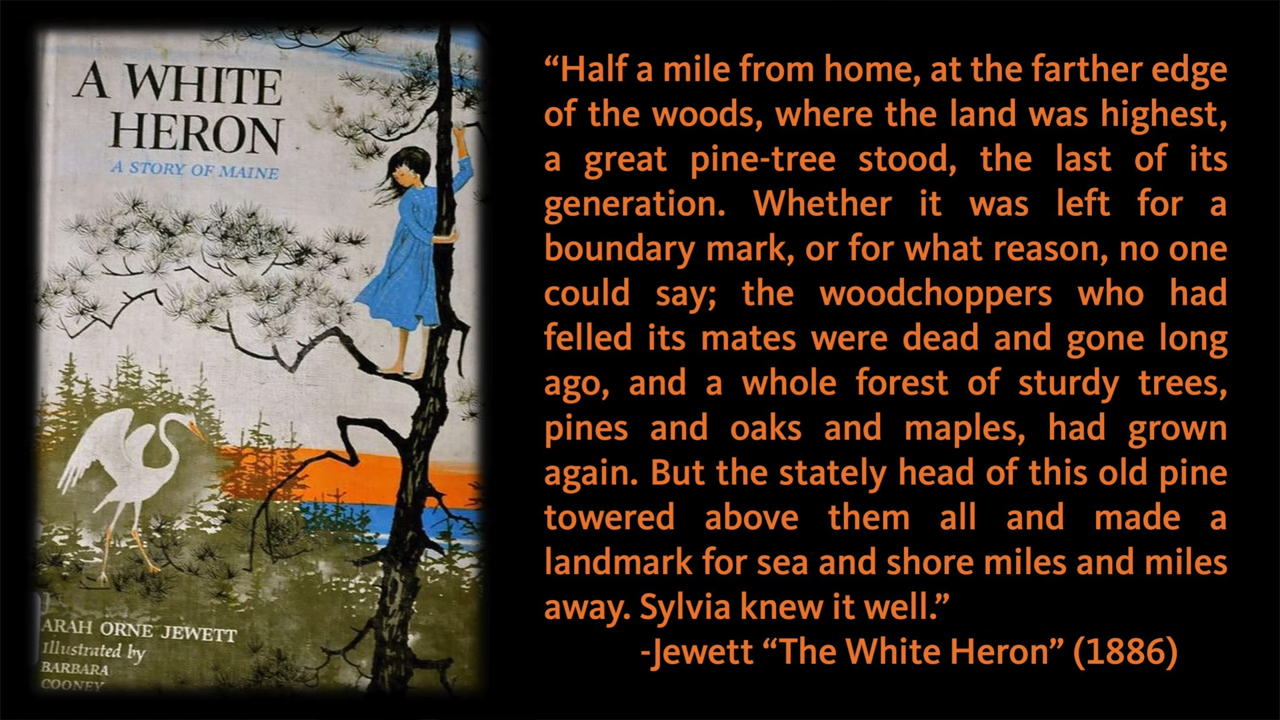 A WHITE
HERON
A STORY OF MAINE
ARAH ORNE JEWETT
Illustrated by
BARBARA
COONEY
“Half a mile from home, at the farther edge
of the woods, where the land was highest,
a great pine-tree stood, the last of its
generation. Whether it was left for a
boundary mark, or for what reason, no one
could say; the woodchoppers who had
felled its mates were dead and gone long
ago, and a whole forest of sturdy trees,
pines and oaks and maples, had grown
again. But the stately head of this old pine
towered above them all and made a
landmark for sea and shore miles and miles
away. Sylvia knew it well.”
-Jewett “The White Heron” (1886)